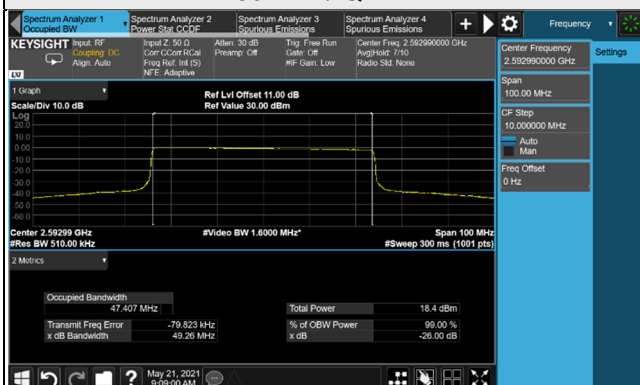 Spectrum Analyzer 1
Occupied BW
Spectrum Analyzer 2
Power Stat CCDF
Spectrum Analyzer 3
Spurious Emissions
Spectrum Analyzer 4
Spurious Emissions
+
Frequency
KEYSIGHT
Input: RF
Coupling: DC
Align: Auto
Input Z: 50 Ω
Corr CCorr RCal
Freq Ref: Int (S)
NFE: Adaptive
Atten: 30 dB
Preamp: Off
Trig: Free Run
Gate: Off
#IF Gain: Low
Center Freq: 2.592990000 GHz
Avg|Hold: 7/10
Radio Std: None
LXI
Center Frequency
2.592990000 GHz
Settings
Span
100.00 MHz
CF Step
10.000000 MHz
Auto
Man
Freq Offset
0 Hz
1 Graph
Scale/Div 10.0 dB
Ref Lvl Offset 11.00 dB
Ref Value 30.00 dBm
Log
20.0
10.0
0.00
-10.0
-20.0
-30.0
-40.0
-50.0
-60.0
Center 2.59299 GHz
#Res BW 510.00 kHz
#Video BW 1.6000 MHz*
Span 100 MHz
#Sweep 300 ms (1001 pts)
2 Metrics
Occupied Bandwidth
47.407 MHz
Total Power 18.4 dBm
Transmit Freq Error -79.823 kHz
% of OBW Power 99.00 %
x dB Bandwidth 49.26 MHz
x dB -26.00 dB
?
May 21, 2021
9:09:00 AM